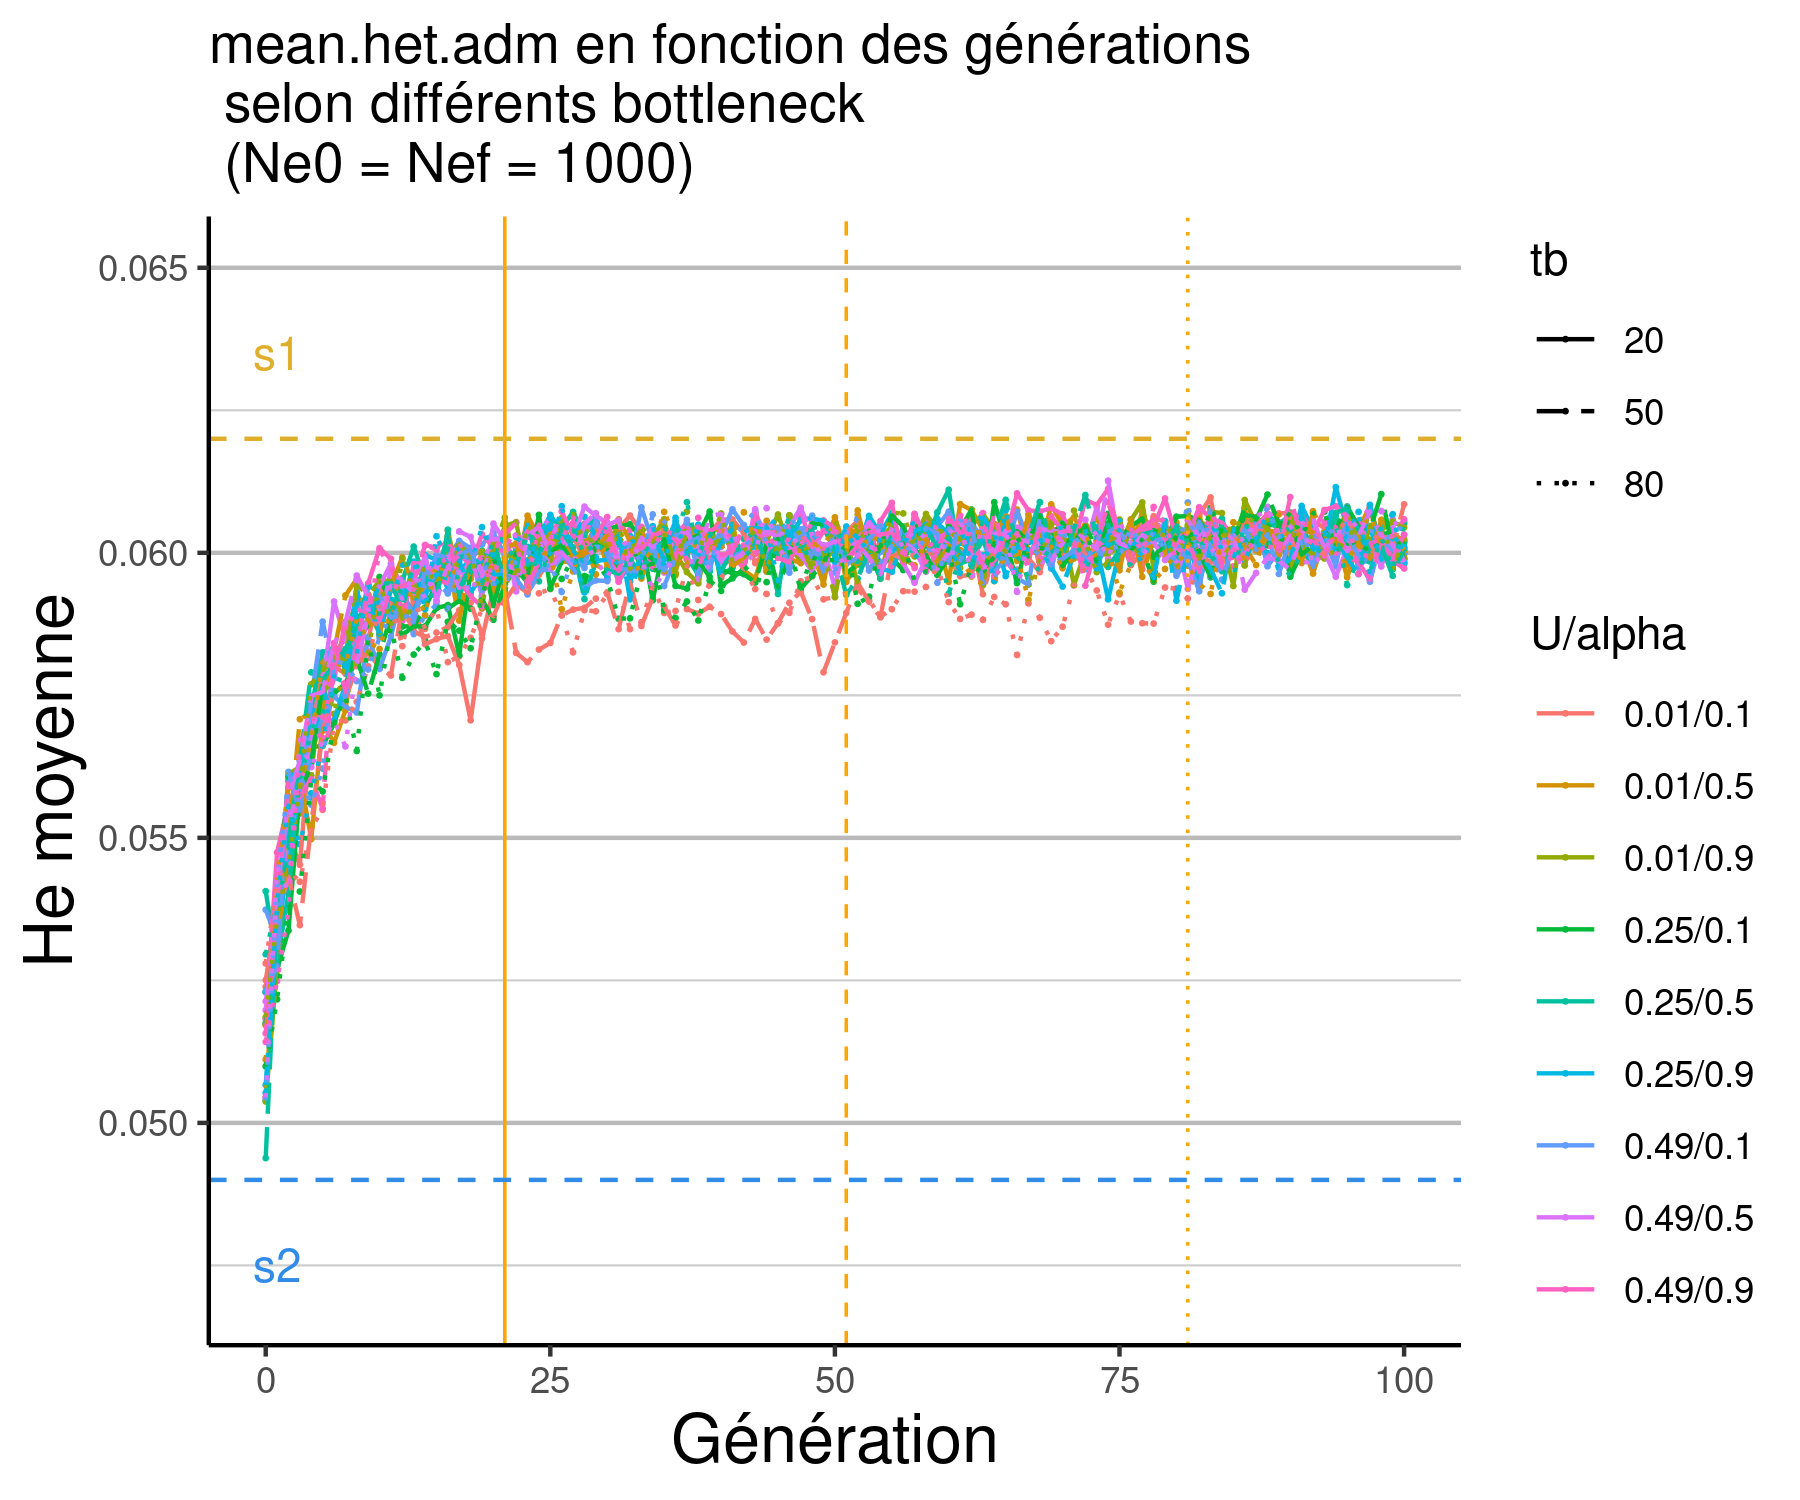 mean.het.adm en fonction des générations
selon différents bottleneck
(Ne0 = Nef = 1000)
He moyenne
0.065
0.060
0.055
0.050
s1
s2
0
25
50
75
100
Génération
tb
20
50
80
U/alpha
0.01/0.1
0.01/0.5
0.01/0.9
0.25/0.1
0.25/0.5
0.25/0.9
0.49/0.1
0.49/0.5
0.49/0.9